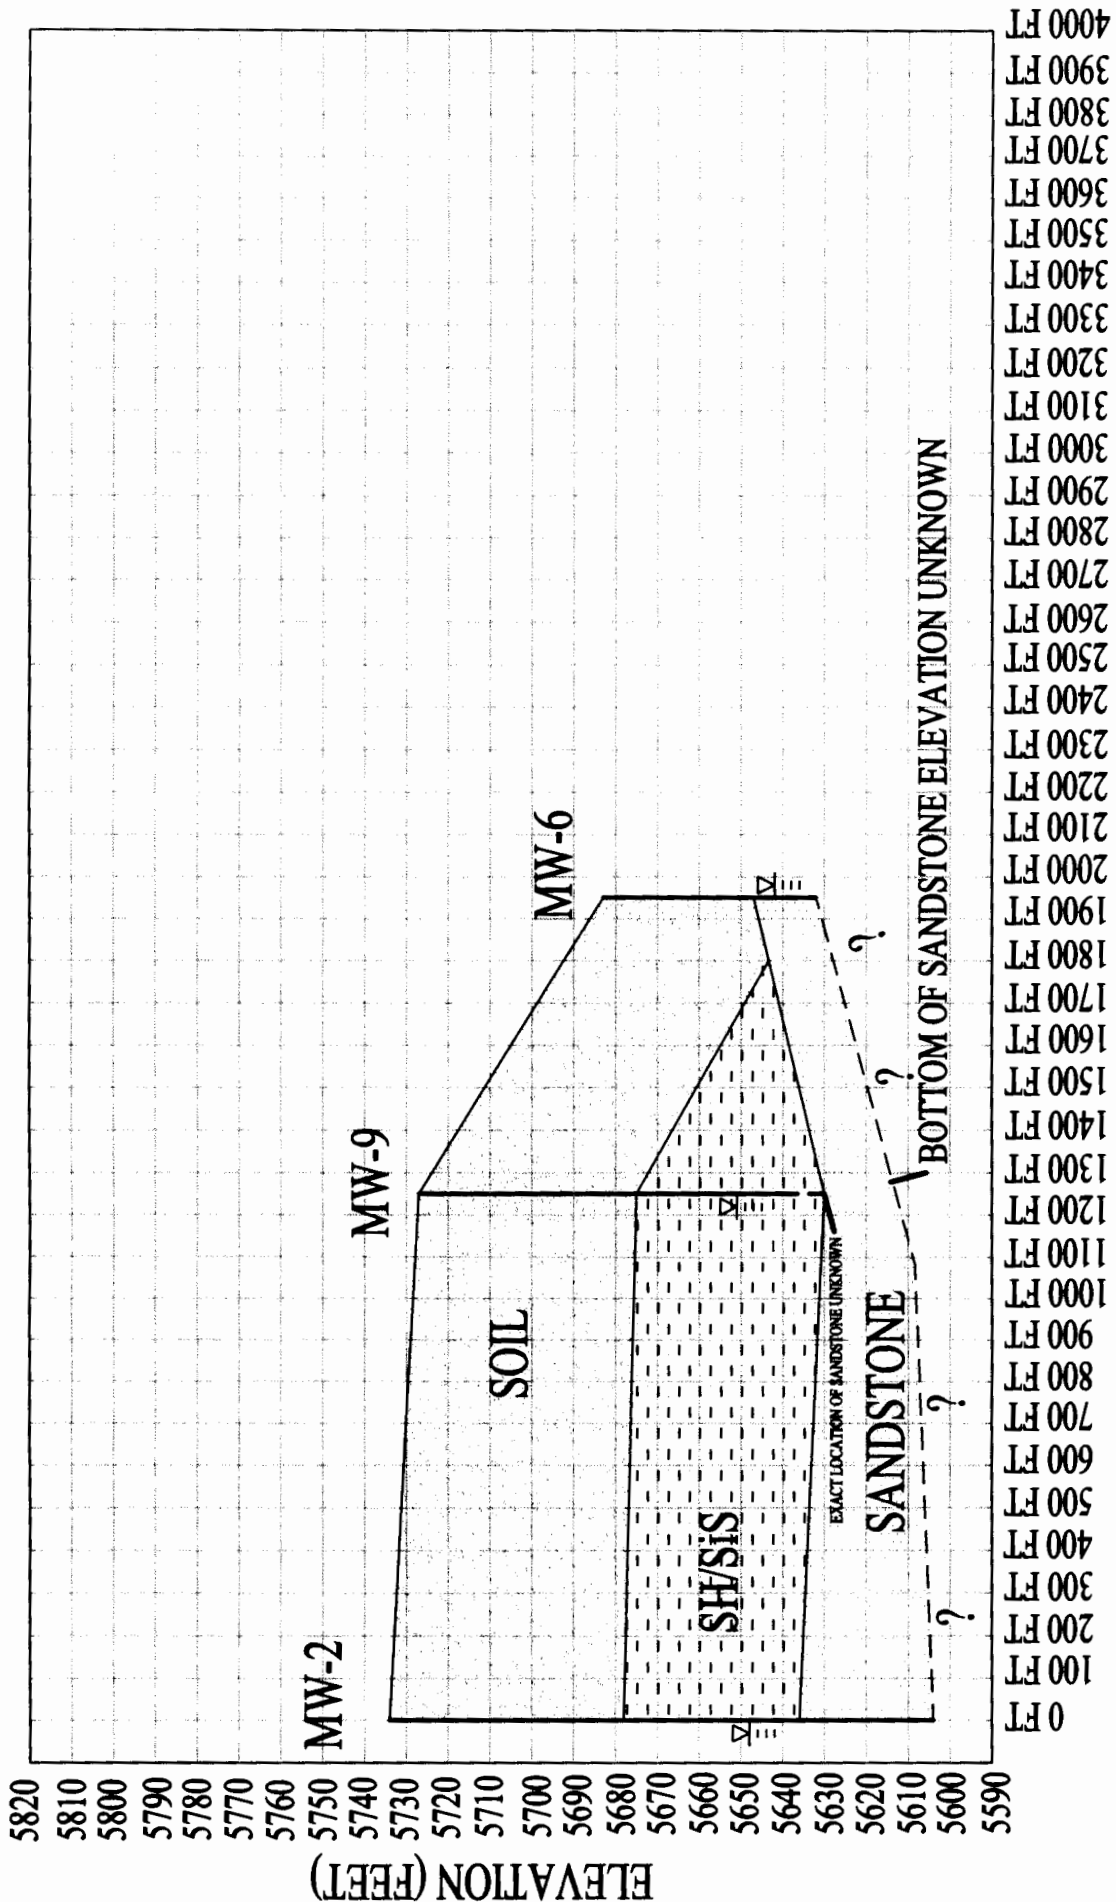 ELEVATION (FEET)
5820
5810
5800
5790
5780
5770
5760
5750
5740
5730
5720
5710
5700
5690
5680
5670
5660
5650
5640
5630
5620
5610
5600
5590
MW-2
MW-9
MW-6
SOIL
SH/SiS
EXACT LOCATION OF SANDSTONE UNKNOWN
SANDSTONE
?
?
?
?
BOTTOM OF SANDSTONE ELEVATION UNKNOWN
0 FT
100 FT
200 FT
300 FT
400 FT
500 FT
600 FT
700 FT
800 FT
900 FT
1000 FT
1100 FT
1200 FT
1300 FT
1400 FT
1500 FT
1600 FT
1700 FT
1800 FT
1900 FT
2000 FT
2100 FT
2200 FT
2300 FT
2400 FT
2500 FT
2600 FT
2700 FT
2800 FT
2900 FT
3000 FT
3100 FT
3200 FT
3300 FT
3400 FT
3500 FT
3600 FT
3700 FT
3800 FT
3900 FT
4000 FT